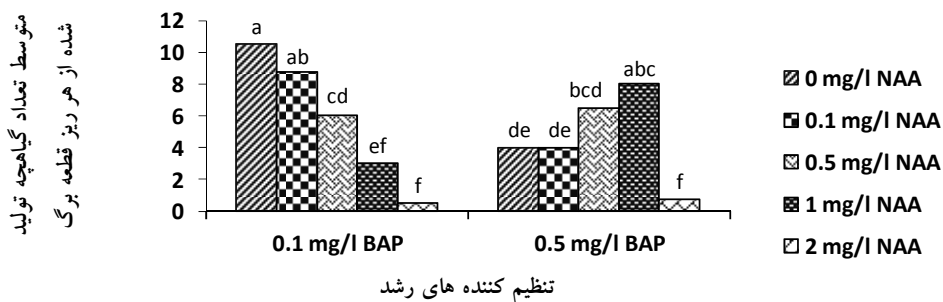 متوسط تعداد گیاهچه تولید
شده از هر ریز قطعه برگ
12
10
8
6
4
2
0
a
ab
cd
ef
f
de
de
bcd
abc
f
0.1 mg/l BAP
0.5 mg/l BAP
تنظیم کننده های رشد
0 mg/l NAA
0.1 mg/l NAA
0.5 mg/l NAA
1 mg/l NAA
2 mg/l NAA